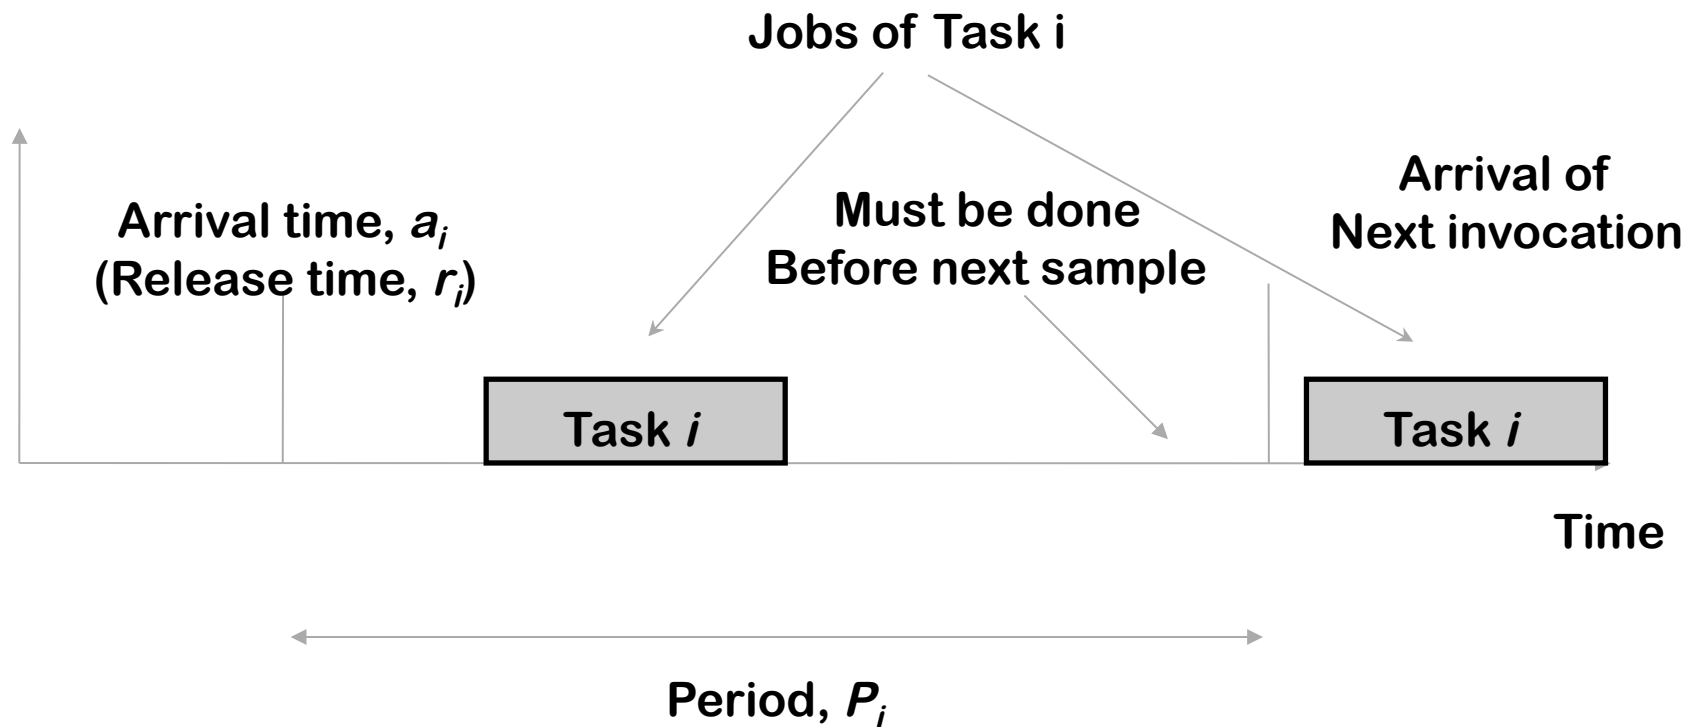 Jobs of Task i
Arrival of
Next invocation
Must be done
Before next sample
Arrival time, aᵢ
(Release time, rᵢ)
Task i
Task i
Time
Period, Pᵢ